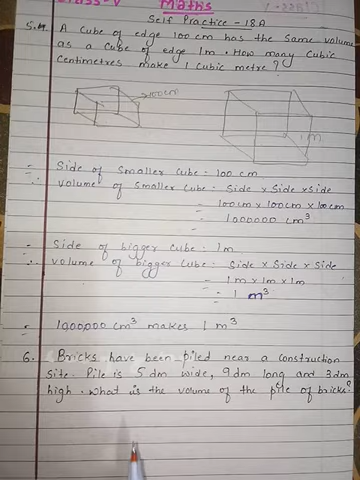 Class-V Maths
Self Practice - 18A
5. A cube of edge 100 cm has the same volume
as a cube of edge 1m. How many cubic
centimetres make 1 cubic metre?
100cm
1m
= Side of smaller cube = 100 cm
∴ Volume of smaller cube = side x side x side
= 100cm x 100cm x 100cm
= 1000000 cm³
= Side of bigger cube = 1m
∴ Volume of bigger cube = Side x Side x Side
= 1m x 1m x 1m
= 1 m³
= 1000000 cm³ makes 1 m³
6. Bricks have been piled near a construction
site. Pile is 5 dm wide, 9 dm long and 3dm
high. What is the volume of the pile of bricks?